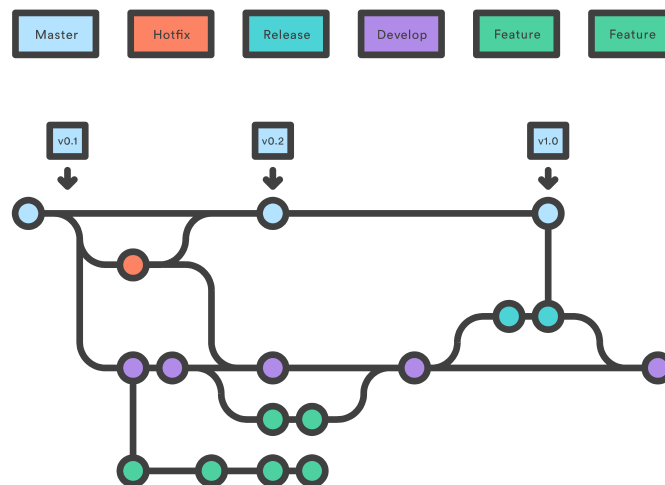 Master
Hotfix
Release
Develop
Feature
Feature
v0.1
v0.2
v1.0